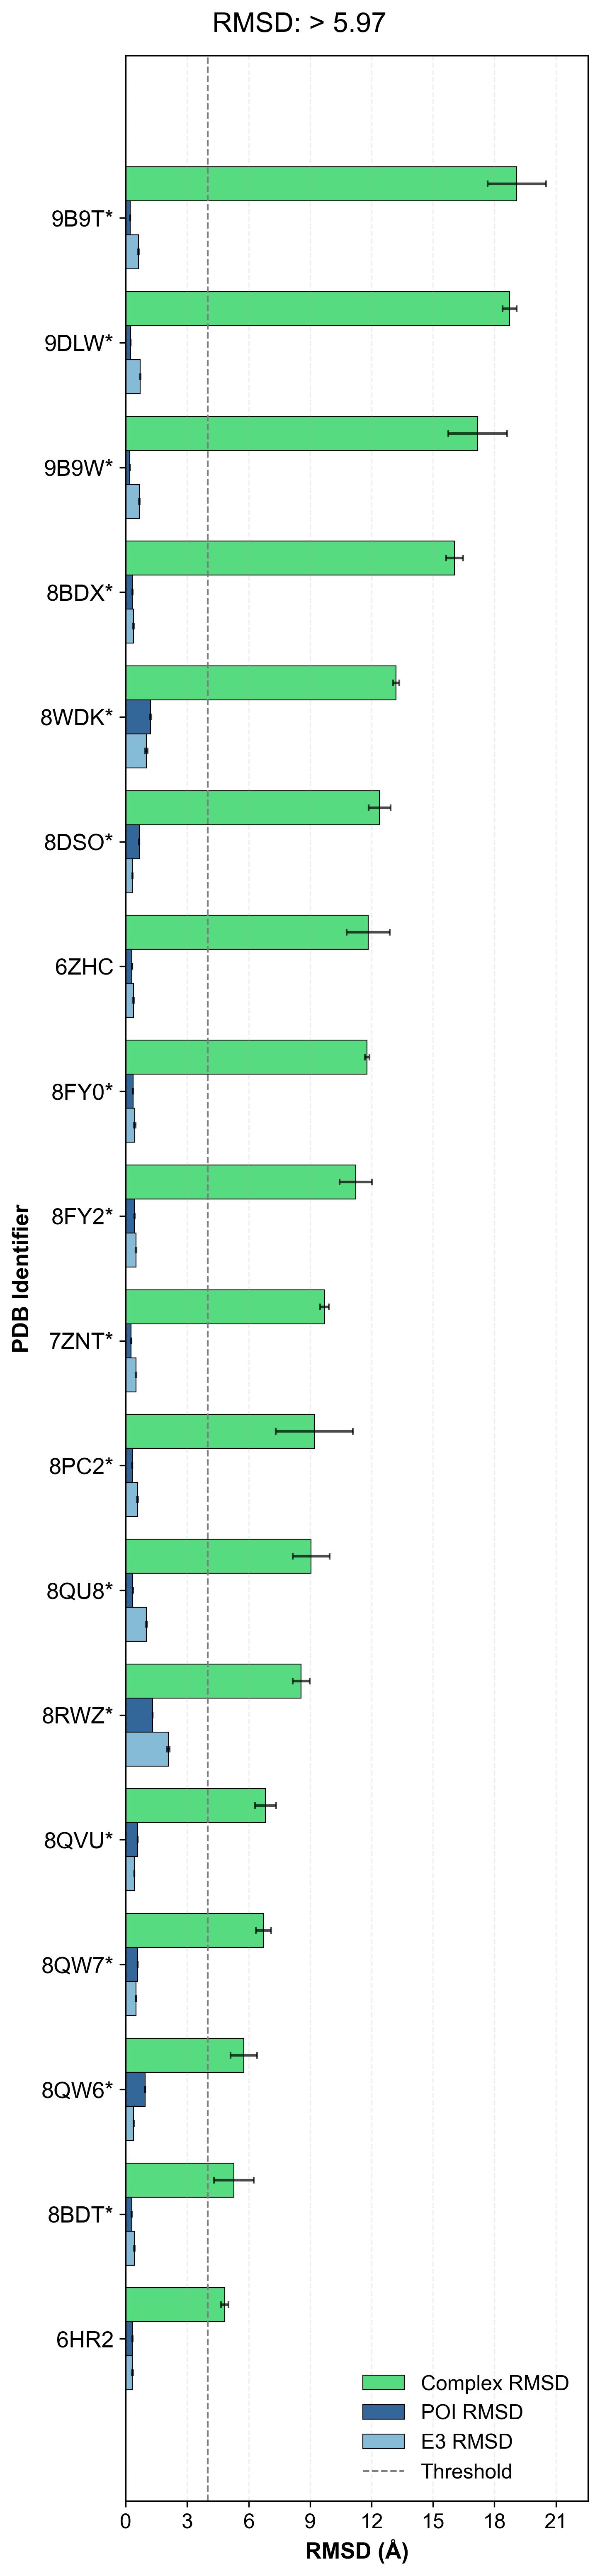 RMSD: > 5.97
9B9T*
9DLW*
9B9W*
8BDX*
8WDK*
8DSO*
6ZHC
8FY0*
8FY2*
7ZNT*
8PC2*
8QU8*
8RWZ*
8QVU*
8QW7*
8QW6*
8BDT*
6HR2
PDB Identifier
Complex RMSD
POI RMSD
E3 RMSD
Threshold
0 3 6 9 12 15 18 21
RMSD (Å)